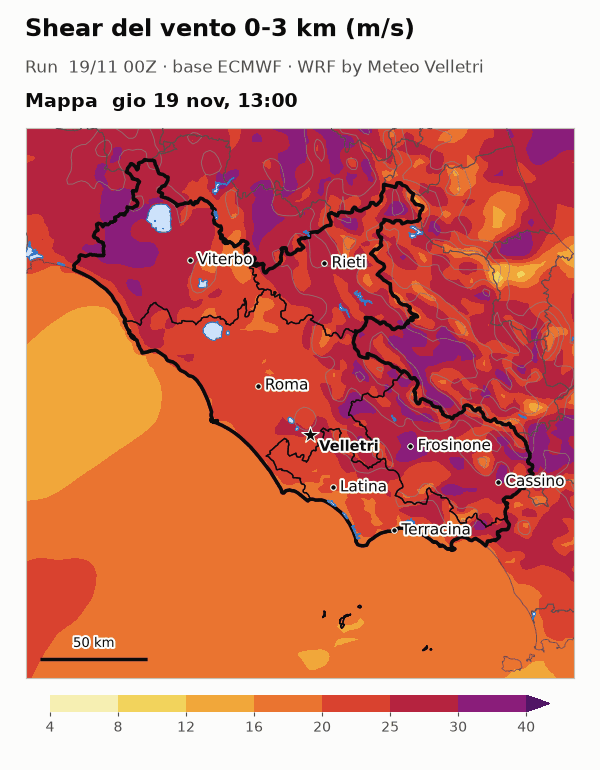 Shear del vento 0-3 km (m/s)
Run 19/11 00Z · base ECMWF · WRF by Meteo Velletri
Mappa gio 19 nov, 13:00
Viterbo
Rieti
Roma
Velletri
Frosinone
Cassino
Latina
Terracina
50 km
4 8 12 16 20 25 30 40